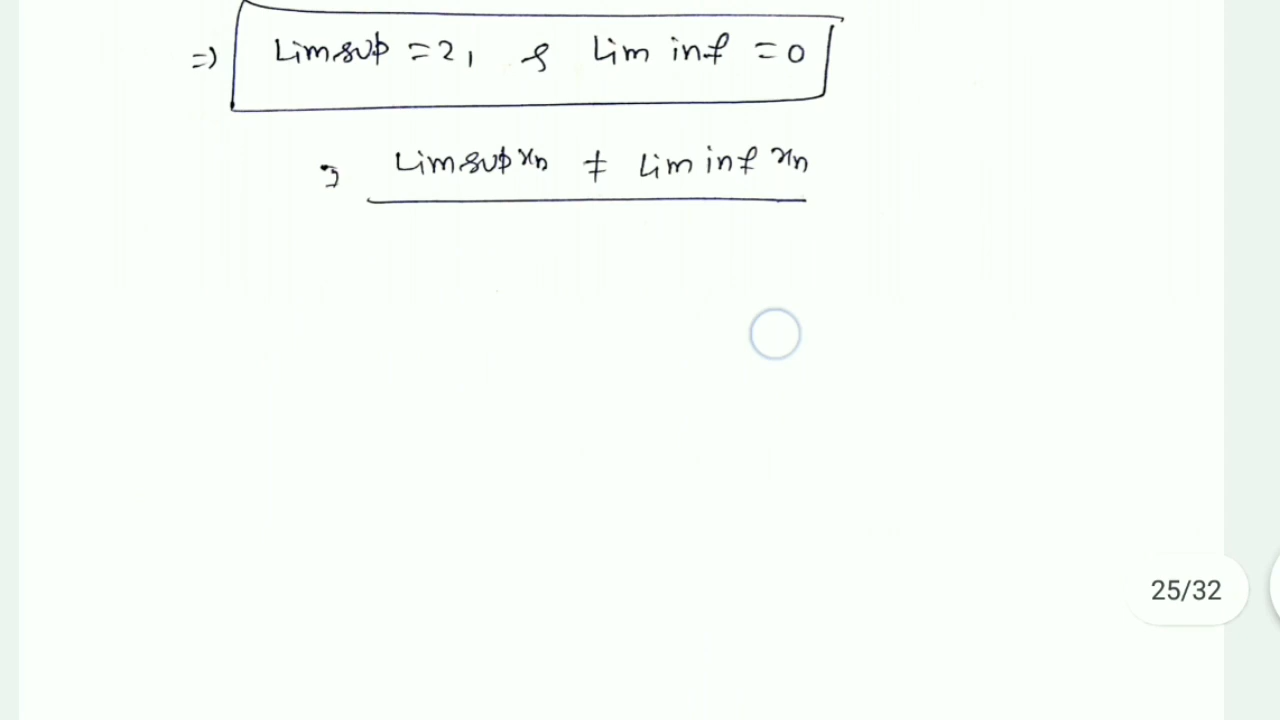 =) Lim sup = 2, & Lim inf = 0
⇒ Lim sup xn ≠ Lim inf xn
25/32